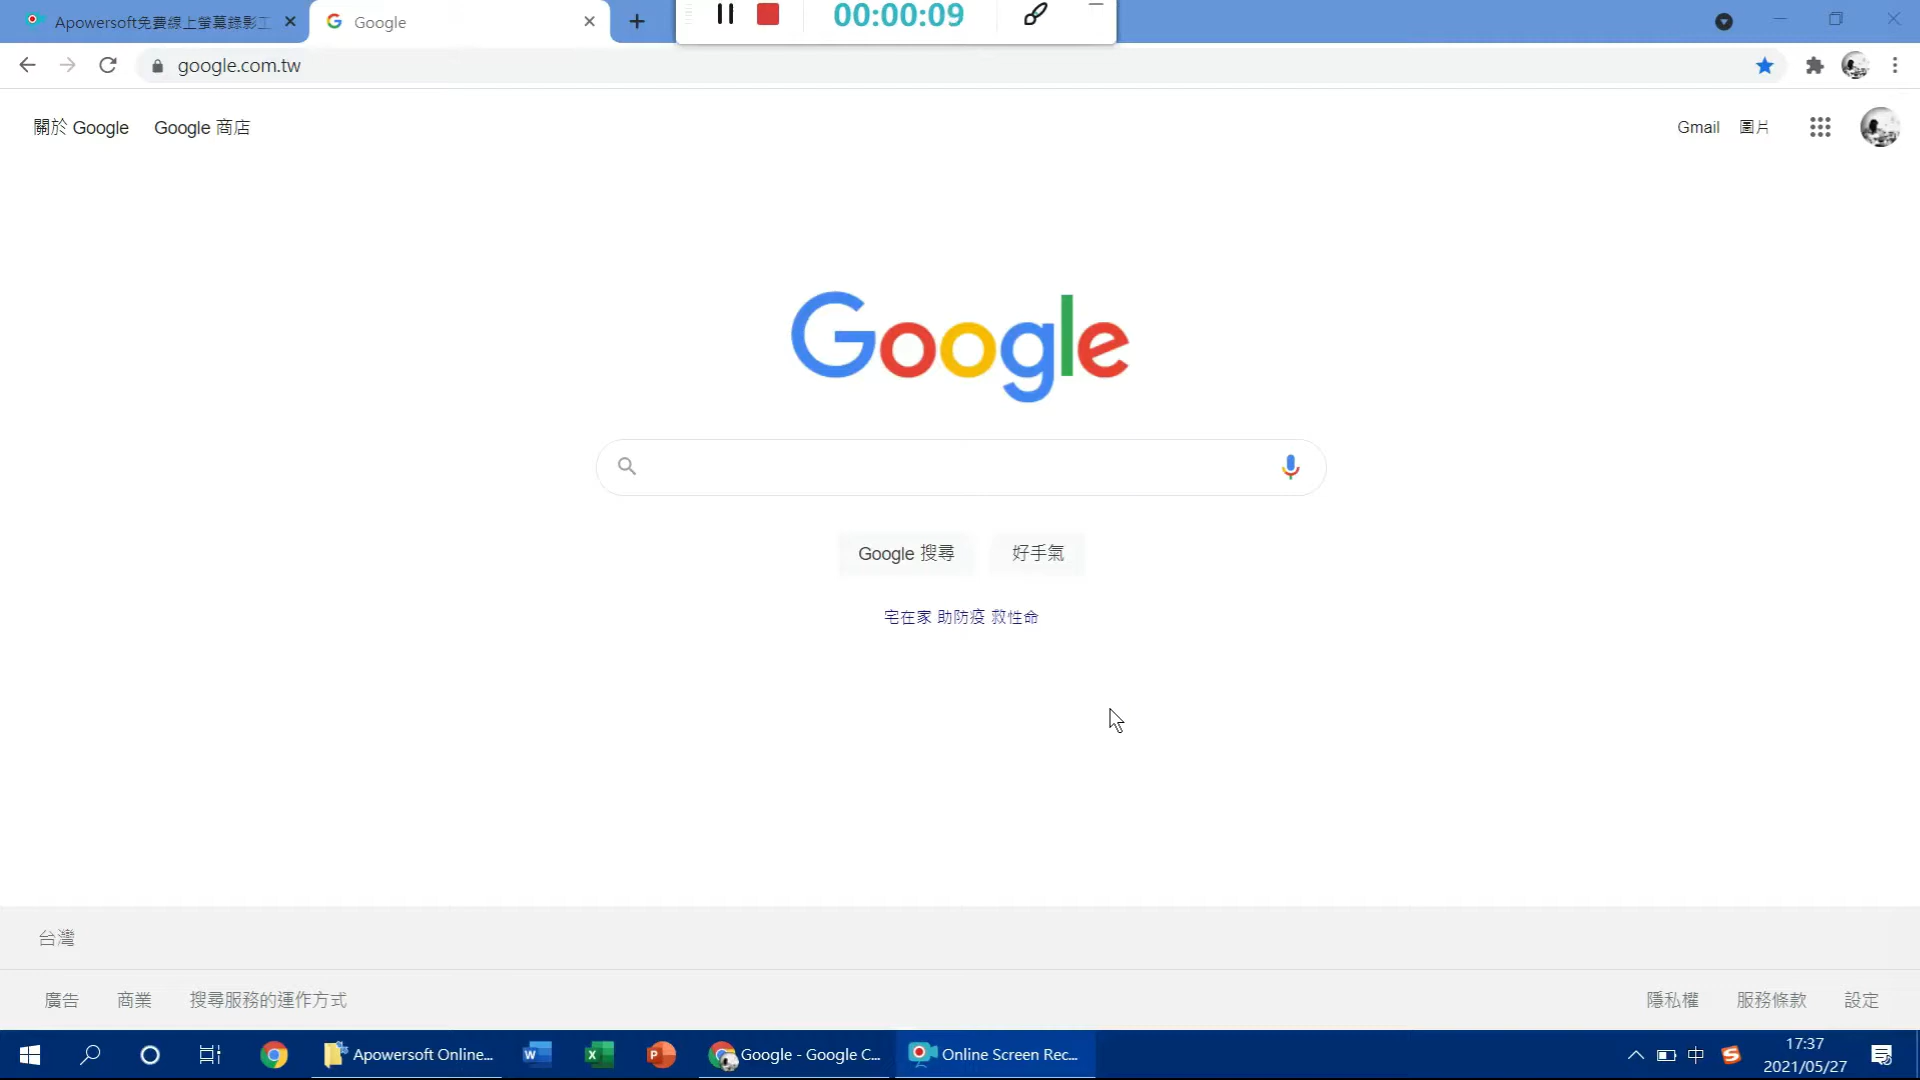 Apowersoft免費線上螢幕錄影工
Google
00:00:09
google.com.tw
關於 Google
Google 商店
Gmail
圖片
Google
Google 搜尋
好手氣
宅在家 助防疫 救性命
台灣
廣告
商業
搜尋服務的運作方式
隱私權
服務條款
設定
Apowersoft Online...
Google - Google C...
Online Screen Rec...
中
17:37
2021/05/27